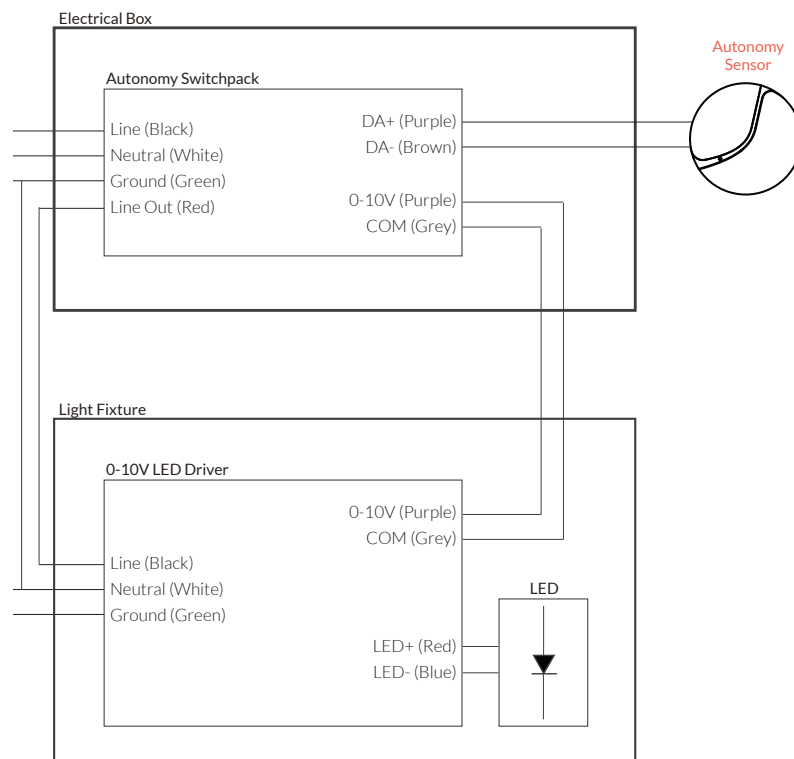 Electrical Box
Autonomy
Sensor
Autonomy Switchpack
Line (Black)
Neutral (White)
Ground (Green)
Line Out (Red)
DA+ (Purple)
DA- (Brown)
0-10V (Purple)
COM (Grey)
Light Fixture
0-10V LED Driver
0-10V (Purple)
COM (Grey)
Line (Black)
Neutral (White)
Ground (Green)
LED
LED+ (Red)
LED- (Blue)